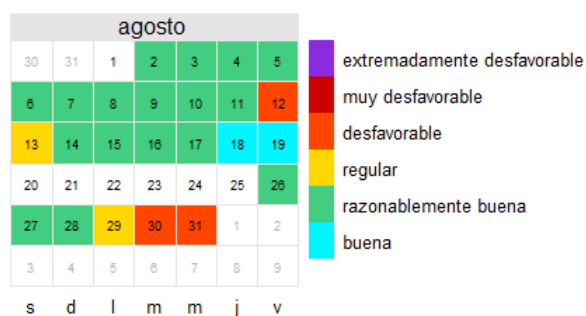 agosto
30 31 1 2 3 4 5
6 7 8 9 10 11 12
13 14 15 16 17 18 19
20 21 22 23 24 25 26
27 28 29 30 31 1 2
3 4 5 6 7 8 9
s d l m m j v
extremadamente desfavorable
muy desfavorable
desfavorable
regular
razonablemente buena
buena